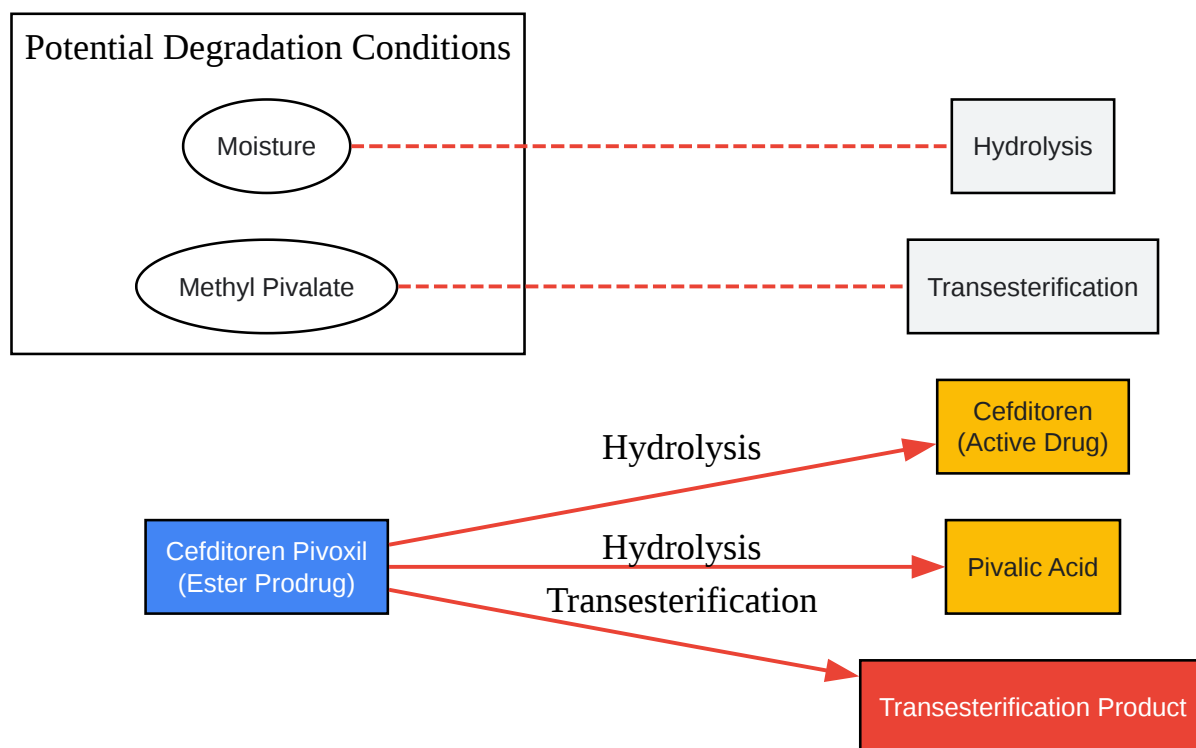 Potential Degradation Conditions
Moisture
Hydrolysis
Methyl Pivalate
Transesterification
Cefditoren
(Active Drug)
Hydrolysis
Cefditoren Pivoxil
(Ester Prodrug)
Hydrolysis
Pivalic Acid
Transesterification
Transesterification Product